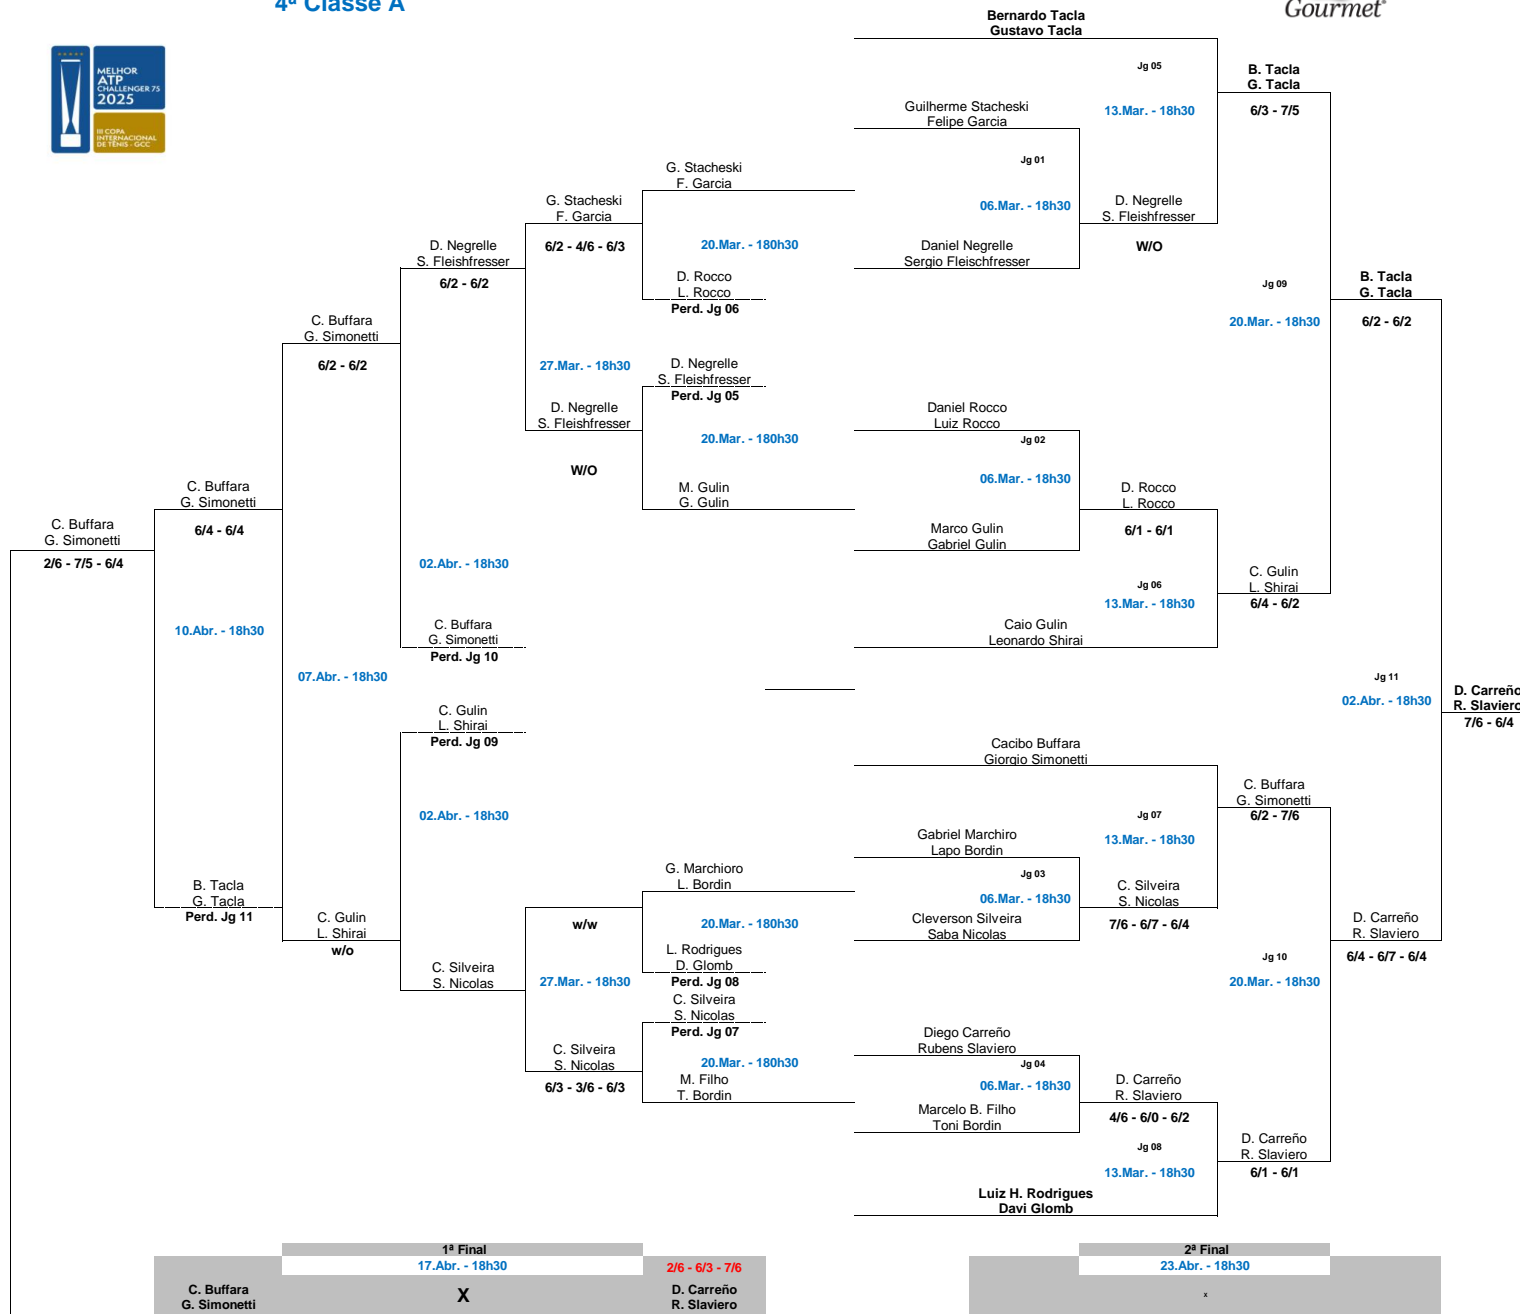 4ª Classe A
Gourmet
MELHOR
ATP
CHALLENGER 75
2025
III COPA
INTERNACIONAL
DE TÊNIS - GCC
Bernardo Tacla
Gustavo Tacla
Jg 05
13.Mar. - 18h30
B. Tacla
G. Tacla
6/3 - 7/5
Guilherme Stacheski
Felipe Garcia
Jg 01
06.Mar. - 18h30
D. Negrelle
S. Fleishfresser
W/O
Daniel Negrelle
Sergio Fleischfresser
Jg 09
20.Mar. - 18h30
B. Tacla
G. Tacla
6/2 - 6/2
G. Stacheski
F. Garcia
20.Mar. - 180h30
D. Rocco
L. Rocco
Perd. Jg 06
G. Stacheski
F. Garcia
6/2 - 4/6 - 6/3
D. Negrelle
S. Fleishfresser
6/2 - 6/2
C. Buffara
G. Simonetti
6/2 - 6/2
27.Mar. - 18h30
D. Negrelle
S. Fleishfresser
Perd. Jg 05
D. Negrelle
S. Fleishfresser
W/O
20.Mar. - 180h30
M. Gulin
G. Gulin
Daniel Rocco
Luiz Rocco
Jg 02
06.Mar. - 18h30
D. Rocco
L. Rocco
6/1 - 6/1
Marco Gulin
Gabriel Gulin
Jg 06
13.Mar. - 18h30
C. Gulin
L. Shirai
6/4 - 6/2
Caio Gulin
Leonardo Shirai
C. Buffara
G. Simonetti
6/4 - 6/4
C. Buffara
G. Simonetti
2/6 - 7/5 - 6/4
02.Abr. - 18h30
10.Abr. - 18h30
C. Buffara
G. Simonetti
Perd. Jg 10
07.Abr. - 18h30
C. Gulin
L. Shirai
Perd. Jg 09
Jg 11
02.Abr. - 18h30
D. Carreño
R. Slaviero
7/6 - 6/4
Cacibo Buffara
Giorgio Simonetti
C. Buffara
G. Simonetti
6/2 - 7/6
Jg 07
13.Mar. - 18h30
02.Abr. - 18h30
Gabriel Marchiro
Lapo Bordin
Jg 03
06.Mar. - 18h30
C. Silveira
S. Nicolas
7/6 - 6/7 - 6/4
Cleverson Silveira
Saba Nicolas
G. Marchioro
L. Bordin
20.Mar. - 180h30
L. Rodrigues
D. Glomb
Perd. Jg 08
w/w
B. Tacla
G. Tacla
Perd. Jg 11
C. Gulin
L. Shirai
w/o
C. Silveira
S. Nicolas
27.Mar. - 18h30
C. Silveira
S. Nicolas
Perd. Jg 07
Jg 10
20.Mar. - 18h30
D. Carreño
R. Slaviero
6/4 - 6/7 - 6/4
Diego Carreño
Rubens Slaviero
Jg 04
06.Mar. - 18h30
D. Carreño
R. Slaviero
4/6 - 6/0 - 6/2
Marcelo B. Filho
Toni Bordin
C. Silveira
S. Nicolas
6/3 - 3/6 - 6/3
20.Mar. - 180h30
M. Filho
T. Bordin
Jg 08
13.Mar. - 18h30
D. Carreño
R. Slaviero
6/1 - 6/1
Luiz H. Rodrigues
Davi Glomb
1ª Final
17.Abr. - 18h30
2/6 - 6/3 - 7/6
C. Buffara
G. Simonetti
X
D. Carreño
R. Slaviero
2ª Final
23.Abr. - 18h30
x